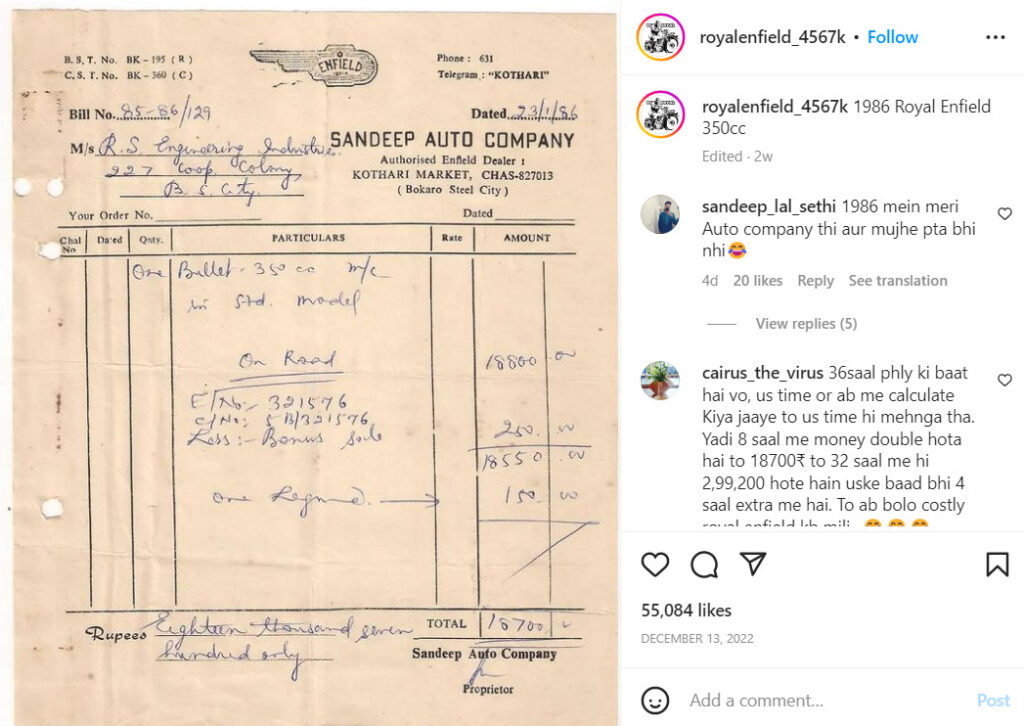 B. S. T. No. BK - 195 ( R )
C. S. T. No. BK - 360 ( C )
ENFIELD
Phone : 631
Telegram : "KOTHARI"
Bill No. 85-86/129
Dated 23/1/86
M/s R. S. Engineering Industries
227 Coop. Colony,
B. S. City.
SANDEEP AUTO COMPANY
Authorised Enfield Dealer :
KOTHARI MARKET, CHAS-827013
( Bokaro Steel City )
Your Order No.
Dated
Chal No Dated Qnty. PARTICULARS Rate AMOUNT
One Bullet - 350 cc m/c
in Std. model
On Road 18800 . 00
E/No:- 321576
C/No:- 5B/321576
Less :- Bonus 250. 00
18550 . 00
one 150. 00
Rupees Eighteen thousand seven
hundred only
TOTAL 18700
Sandeep Auto Company
Proprietor
royalenfield_4567k • Follow
royalenfield_4567k 1986 Royal Enfield
350cc
Edited · 2w
sandeep_lal_sethi 1986 mein meri
Auto company thi aur mujhe pta bhi
nhi😂
4d 20 likes Reply See translation
View replies (5)
cairus_the_virus 36saal phly ki baat
hai vo, us time or ab me calculate
Kiya jaaye to us time hi mehnga tha.
Yadi 8 saal me money double hota
hai to 18700₹ to 32 saal me hi
2,99,200 hote hain uske baad bhi 4
saal extra me hai. To ab bolo costly
royal enfield kb mili
55,084 likes
DECEMBER 13, 2022
Add a comment...
Post